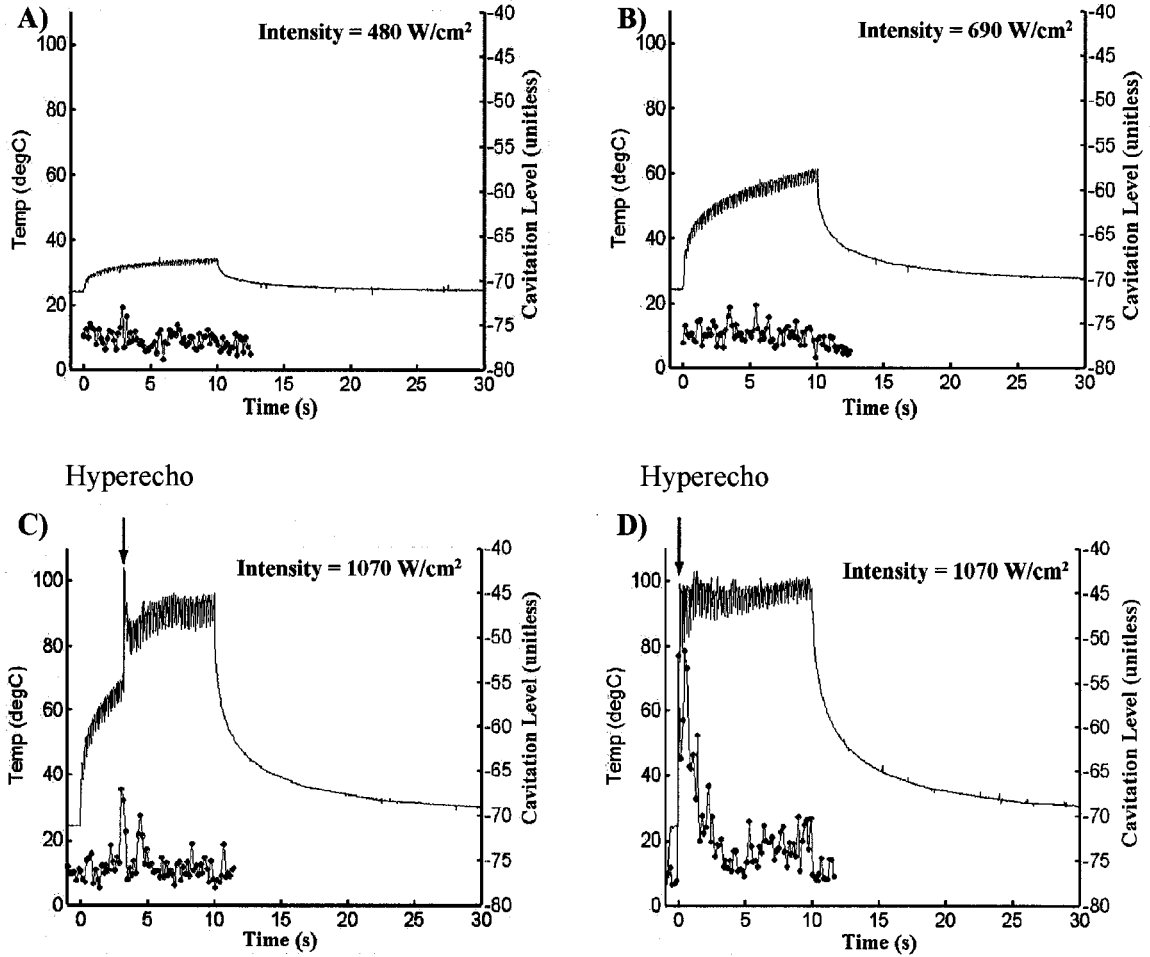 A)
Intensity = 480 W/cm²
100
80
60
40
20
0
Temp (degC)
-40
-45
-50
-55
-60
-65
-70
-75
-80
Cavitation Level (unitless)
0 5 10 15 20 25 30
Time (s)
B)
Intensity = 690 W/cm²
100
80
60
40
20
0
Temp (degC)
-40
-45
-50
-55
-60
-65
-70
-75
-80
Cavitation Level (unitless)
0 5 10 15 20 25 30
Time (s)
Hyperecho
C)
Intensity = 1070 W/cm²
100
80
60
40
20
0
Temp (degC)
-40
-45
-50
-55
-60
-65
-70
-75
-80
Cavitation Level (unitless)
0 5 10 15 20 25 30
Time (s)
Hyperecho
D)
Intensity = 1070 W/cm²
100
80
60
40
20
0
Temp (degC)
-40
-45
-50
-55
-60
-65
-70
-75
-80
Cavitation Level (unitless)
0 5 10 15 20 25 30
Time (s)